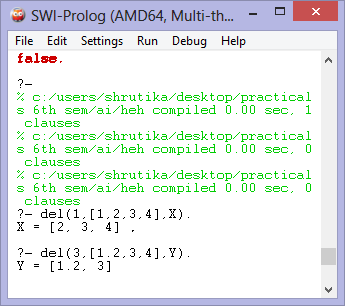 SWI-Prolog (AMD64, Multi-th...
File Edit Settings Run Debug Help
false.
?-
% c:/users/shrutika/desktop/practical
s 6th sem/ai/heh compiled 0.00 sec, 1
 clauses
% c:/users/shrutika/desktop/practical
s 6th sem/ai/heh compiled 0.00 sec, 0
 clauses
% c:/users/shrutika/desktop/practical
s 6th sem/ai/heh compiled 0.00 sec, 0
 clauses
?- del(1,[1,2,3,4],X).
X = [2, 3, 4] ,
?- del(3,[1.2,3,4],Y).
Y = [1.2, 3]